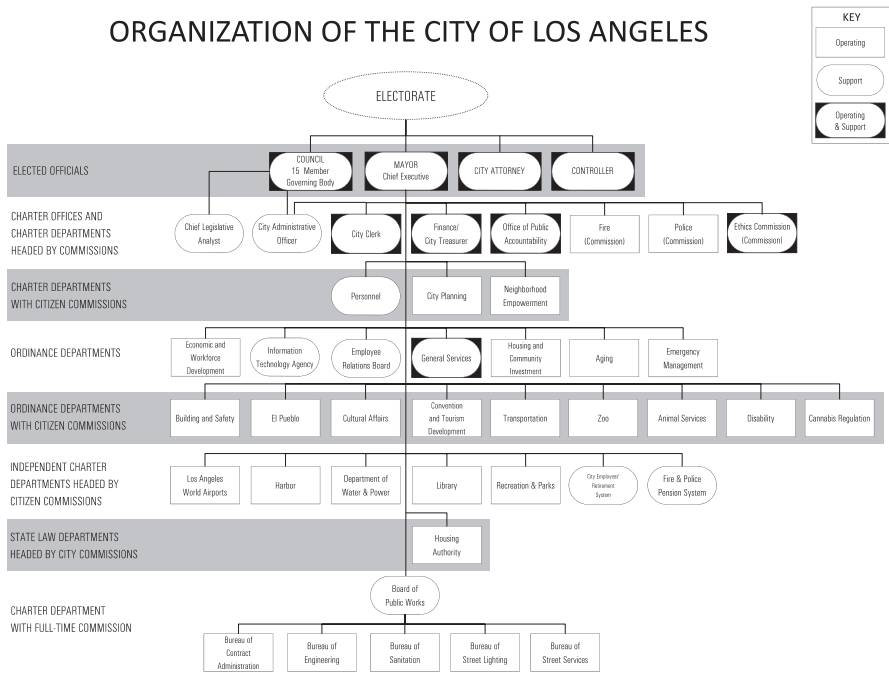 ORGANIZATION OF THE CITY OF LOS ANGELES
KEY
Operating
Support
Operating
& Support
ELECTORATE
ELECTED OFFICIALS
COUNCIL
15 Member
Governing Body
MAYOR
Chief Executive
CITY ATTORNEY
CONTROLLER
CHARTER OFFICES AND
CHARTER DEPARTMENTS
HEADED BY COMMISSIONS
Chief Legislative
Analyst
City Administrative
Officer
City Clerk
Finance/
City Treasurer
Office of Public
Accountability
Fire
(Commission)
Police
(Commission)
Ethics Commission
(Commission)
CHARTER DEPARTMENTS
WITH CITIZEN COMMISSIONS
Personnel
City Planning
Neighborhood
Empowerment
ORDINANCE DEPARTMENTS
Economic and
Workforce
Development
Information
Technology Agency
Employee
Relations Board
General Services
Housing and
Community
Investment
Aging
Emergency
Management
ORDINANCE DEPARTMENTS
WITH CITIZEN COMMISSIONS
Building and Safety
El Pueblo
Cultural Affairs
Convention
and Tourism
Development
Transportation
Zoo
Animal Services
Disability
Cannabis Regulation
INDEPENDENT CHARTER
DEPARTMENTS HEADED BY
CITIZEN COMMISSIONS
Los Angeles
World Airports
Harbor
Department of
Water & Power
Library
Recreation & Parks
City Employees'
Retirement
System
Fire & Police
Pension System
STATE LAW DEPARTMENTS
HEADED BY CITY COMMISSIONS
Housing
Authority
CHARTER DEPARTMENT
WITH FULL-TIME COMMISSION
Board of
Public Works
Bureau of
Contract
Administration
Bureau of
Engineering
Bureau of
Sanitation
Bureau of
Street Lighting
Bureau of
Street Services